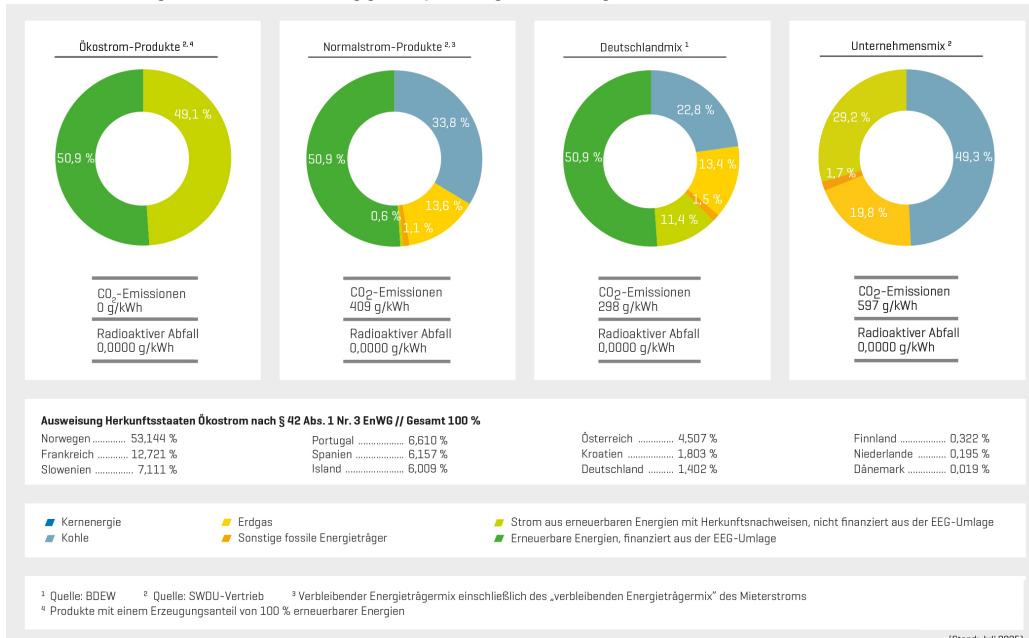 Ökostrom-Produkte ²,⁴
50,9 %
49,1 %
CO₂-Emissionen
0 g/kWh
Radioaktiver Abfall
0,0000 g/kWh
Normalstrom-Produkte ²,³
33,8 %
50,9 %
13,6 %
0,6 %
1,1 %
CO2-Emissionen
409 g/kWh
Radioaktiver Abfall
0,0000 g/kWh
Deutschlandmix ¹
22,8 %
50,9 %
13,4 %
1,5 %
11,4 %
CO2-Emissionen
298 g/kWh
Radioaktiver Abfall
0,0000 g/kWh
Unternehmensmix ²
29,2 %
49,3 %
1,7 %
19,8 %
CO2-Emissionen
597 g/kWh
Radioaktiver Abfall
0,0000 g/kWh
Ausweisung Herkunftsstaaten Ökostrom nach § 42 Abs. 1 Nr. 3 EnWG // Gesamt 100 %
Norwegen ............. 53,144 %
Frankreich ............ 12,721 %
Slowenien ............. 7,111 %
Portugal .................. 6,610 %
Spanien ................... 6,157 %
Island ....................... 6,009 %
Österreich .............. 4,507 %
Kroatien .................. 1,803 %
Deutschland .......... 1,402 %
Finnland ................... 0,322 %
Niederlande ........... 0,195 %
Dänemark ............... 0,019 %
Kernenergie
Kohle
Erdgas
Sonstige fossile Energieträger
Strom aus erneuerbaren Energien mit Herkunftsnachweisen, nicht finanziert aus der EEG-Umlage
Erneuerbare Energien, finanziert aus der EEG-Umlage
¹ Quelle: BDEW ² Quelle: SWDU-Vertrieb ³ Verbleibender Energieträgermix einschließlich des „verbleibenden Energieträgermix" des Mieterstroms
⁴ Produkte mit einem Erzeugungsanteil von 100 % erneuerbarer Energien